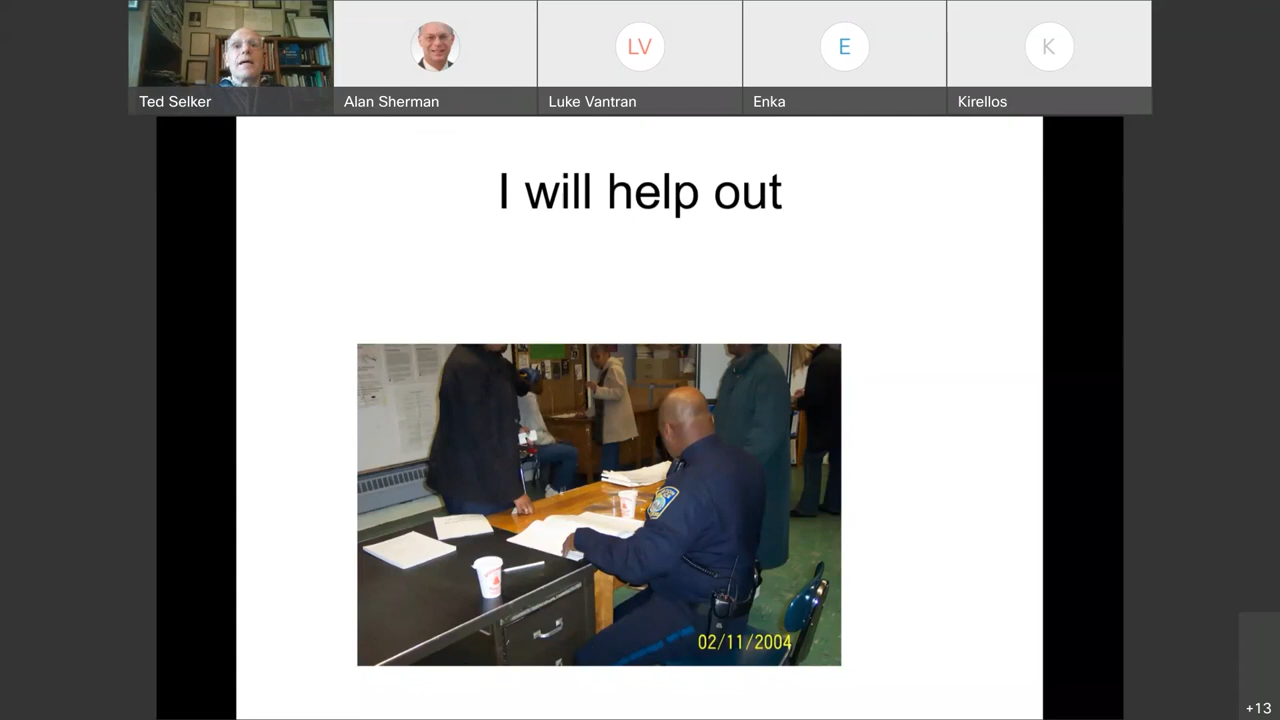 Ted Selker
Alan Sherman
LV
Luke Vantran
E
Enka
K
Kirellos
I will help out
02/11/2004
+13